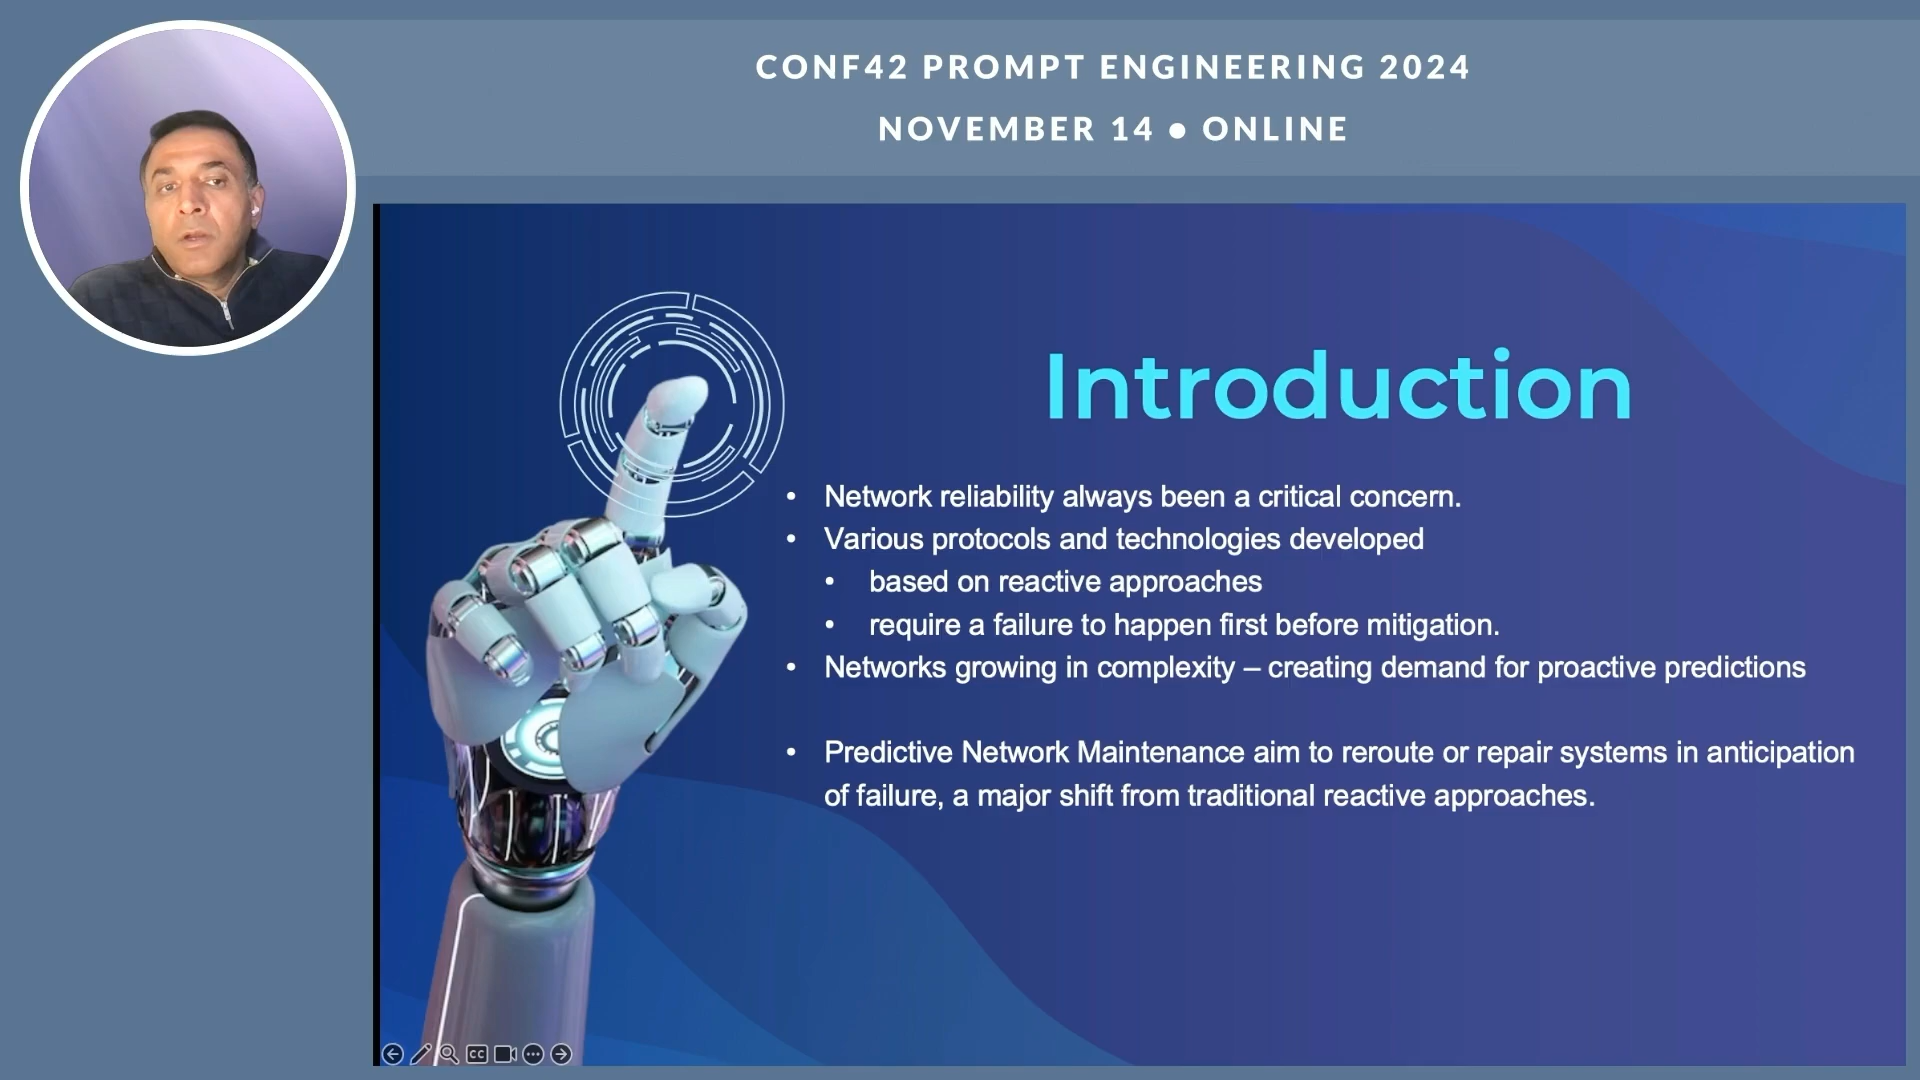 CONF42 PROMPT ENGINEERING 2024
NOVEMBER 14 ● ONLINE
Introduction
• Network reliability always been a critical concern.
• Various protocols and technologies developed
• based on reactive approaches
• require a failure to happen first before mitigation.
• Networks growing in complexity – creating demand for proactive predictions
• Predictive Network Maintenance aim to reroute or repair systems in anticipation
of failure, a major shift from traditional reactive approaches.
CC